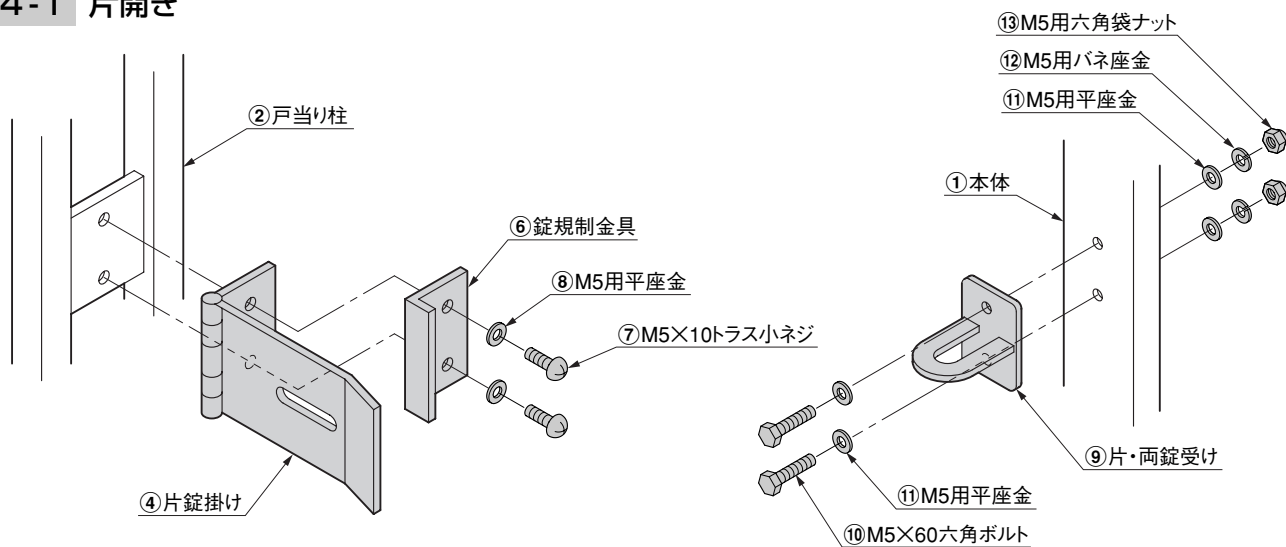 4-1 片開き
⑬M5用六角袋ナット
⑫M5用バネ座金
⑪M5用平座金
②戸当り柱
①本体
⑥錠規制金具
⑧M5用平座金
⑦M5×10トラス小ネジ
⑨片・両錠受け
④片錠掛け
⑪M5用平座金
⑩M5×60六角ボルト